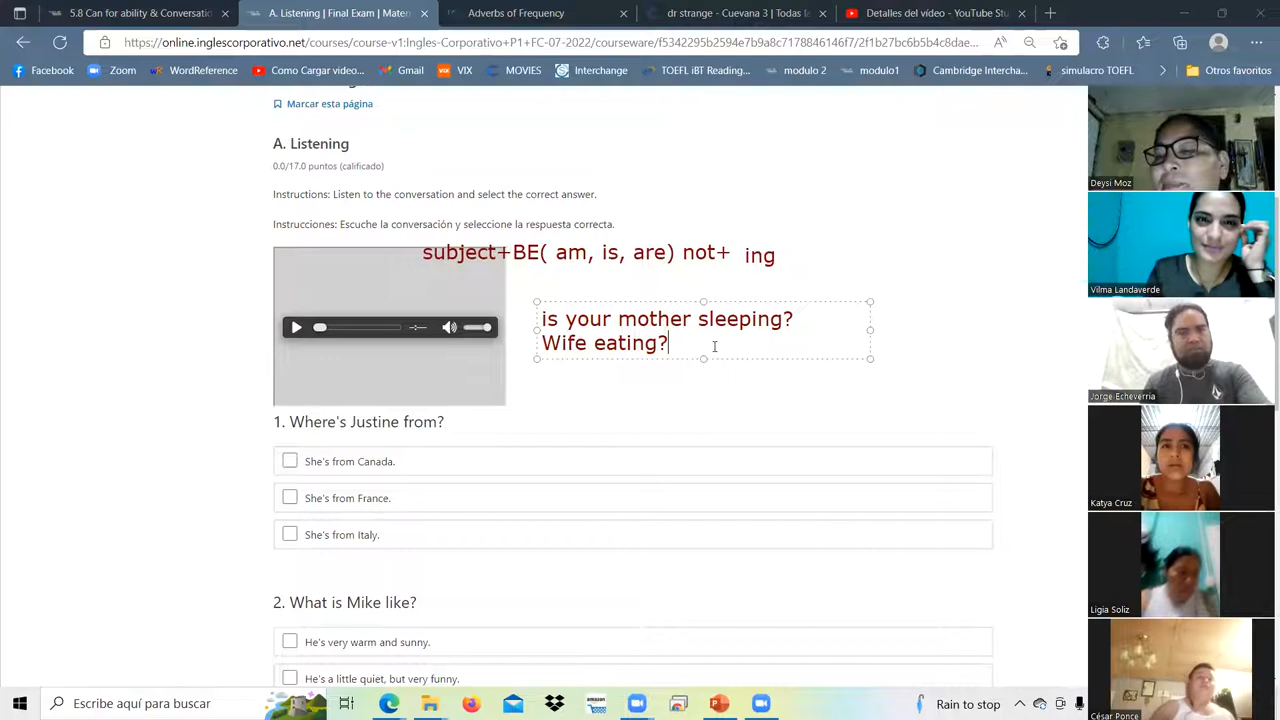 5.8 Can for ability & Conversatio
A. Listening | Final Exam | Mater
Adverbs of Frequency
dr strange - Cuevana 3 | Todas l
Detalles del vídeo - YouTube Stu
https://online.inglescorporativo.net/courses/course-v1:Ingles-Corporativo+P1+FC-07-2022/courseware/f5342295b2594e7b9a8c7178846146f7/2f1b27bc6b5b4c8dae...
Facebook
Zoom
WordReference
Como Cargar video...
Gmail
VIX
MOVIES
Interchange
TOEFL iBT Reading...
modulo 2
modulo1
Cambridge Intercha...
simulacro TOEFL
Otros favoritos
Marcar esta página
A. Listening
0.0/17.0 puntos (calificado)
Instructions: Listen to the conversation and select the correct answer.
Instrucciones: Escuche la conversación y seleccione la respuesta correcta.
subject+BE( am, is, are) not+ ing
is your mother sleeping?
Wife eating?
1. Where's Justine from?
She's from Canada.
She's from France.
She's from Italy.
2. What is Mike like?
He's very warm and sunny.
He's a little quiet, but very funny.
Deysi Moz
Vilma Landaverde
Jorge Echeverria
Katya Cruz
Ligia Soliz
César Ponce
Escribe aquí para buscar
Rain to stop